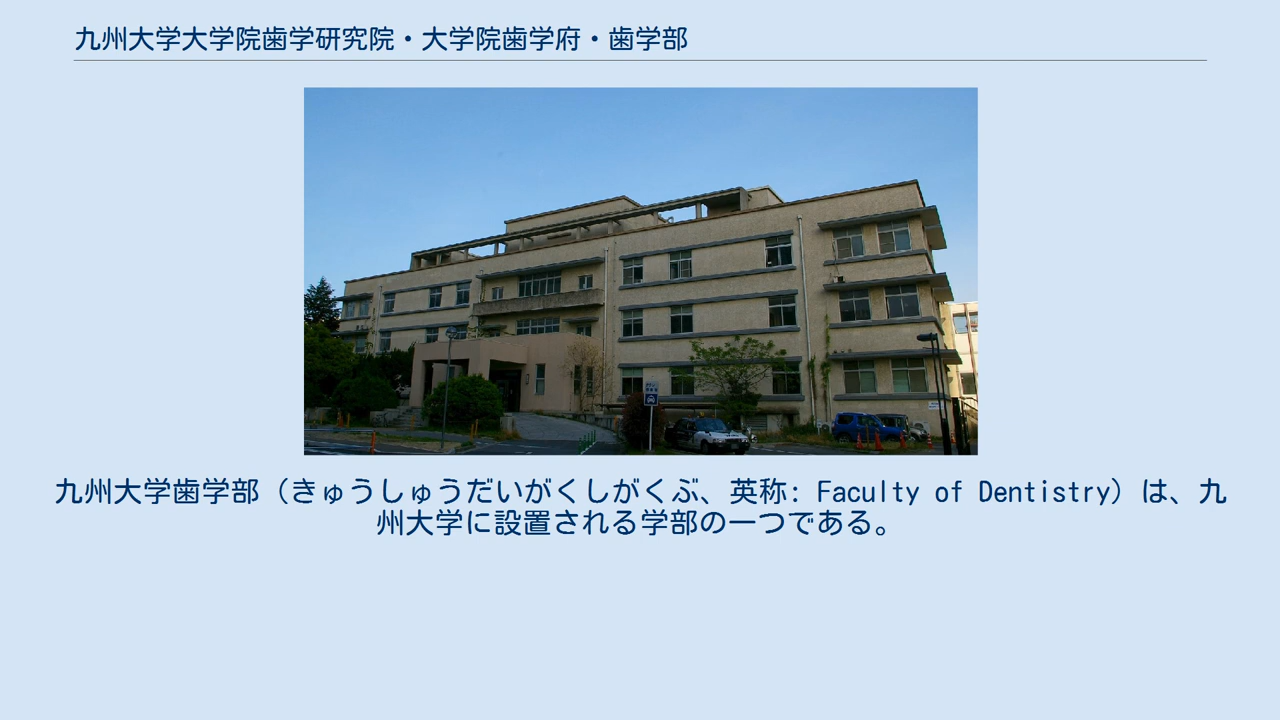 九州大学大学院歯学研究院・大学院歯学府・歯学部
九州大学歯学部（きゅうしゅうだいがくしがくぶ、英称: Faculty of Dentistry）は、九
州大学に設置される学部の一つである。